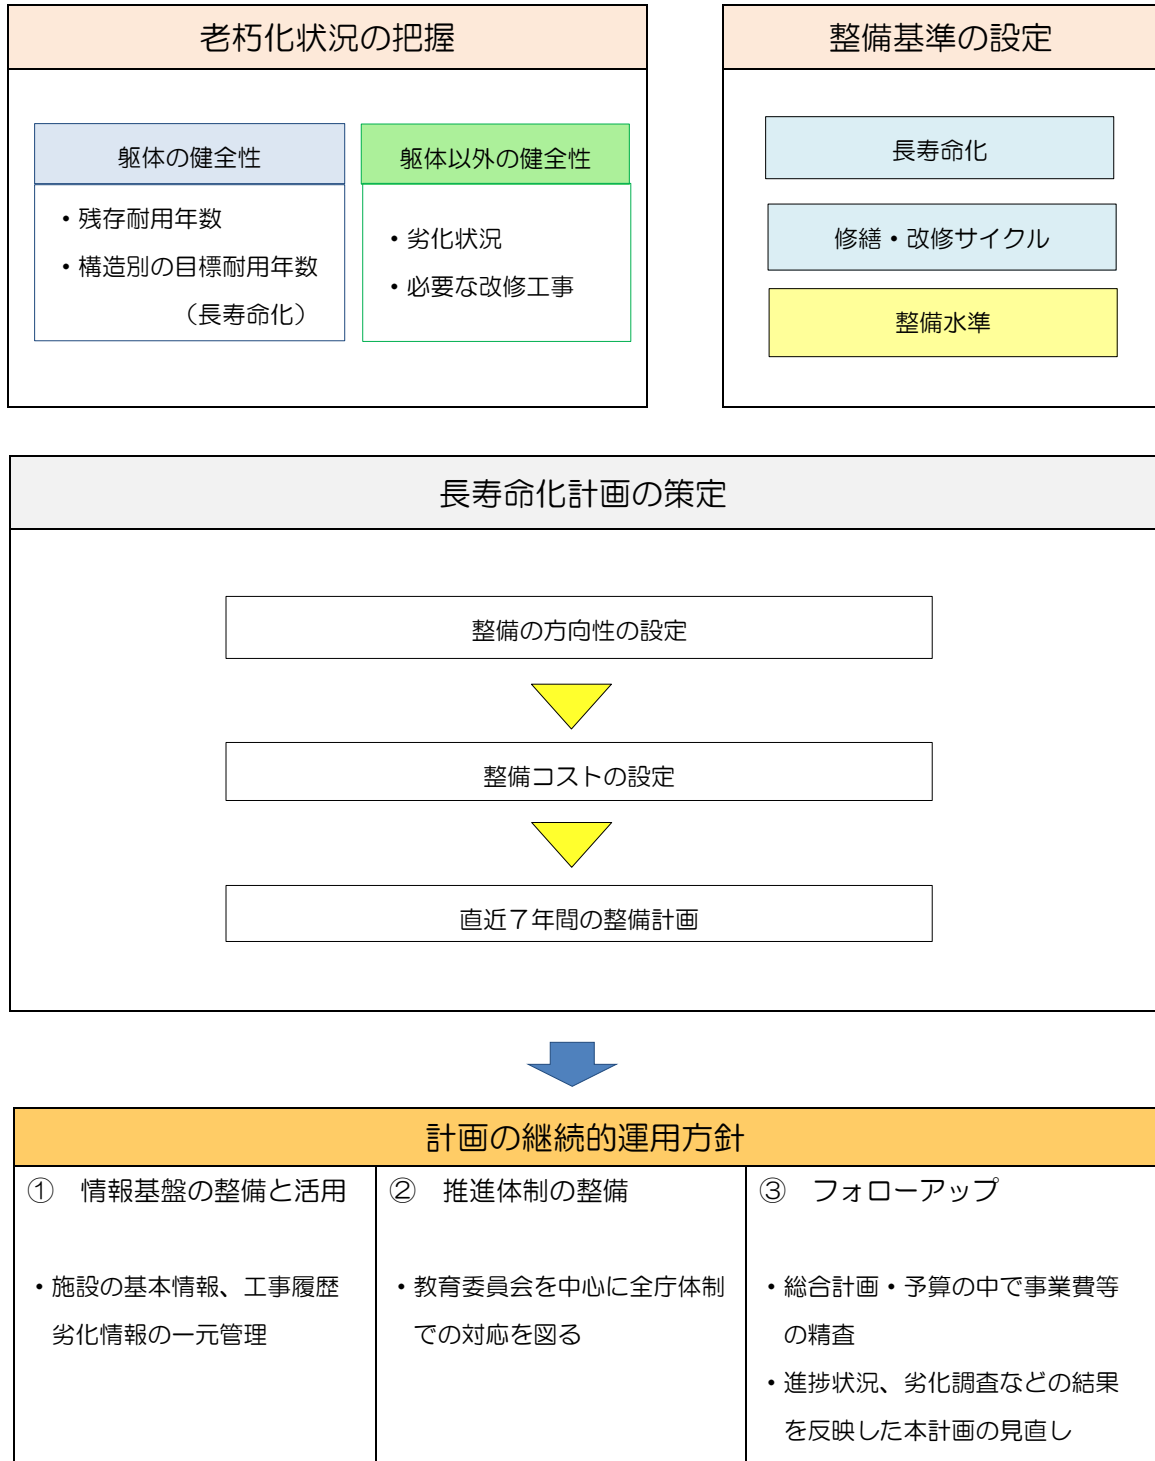 老朽化状況の把握
躯体の健全性
・残存耐用年数
・構造別の目標耐用年数
（長寿命化）
躯体以外の健全性
・劣化状況
・必要な改修工事
整備基準の設定
長寿命化
修繕・改修サイクル
整備水準
長寿命化計画の策定
整備の方向性の設定
整備コストの設定
直近７年間の整備計画
計画の継続的運用方針
①　情報基盤の整備と活用
・施設の基本情報、工事履歴
劣化情報の一元管理
②　推進体制の整備
・教育委員会を中心に全庁体制
での対応を図る
③　フォローアップ
・総合計画・予算の中で事業費等
の精査
・進捗状況、劣化調査などの結果
を反映した本計画の見直し